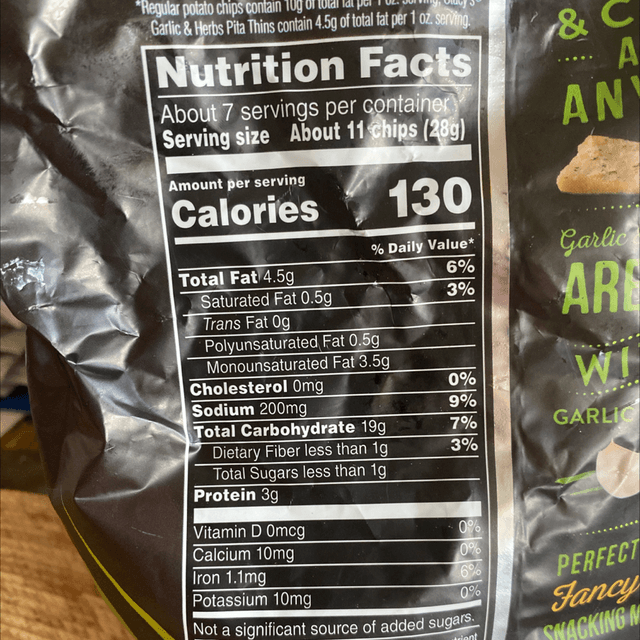 *Regular potato chips contain 10g of total fat per 1 oz. serving,
Garlic & Herbs Pita Thins contain 4.5g of total fat per 1 oz. serving.
Nutrition Facts
About 7 servings per container
Serving size About 11 chips (28g)
Amount per serving
Calories 130
% Daily Value*
Total Fat 4.5g 6%
Saturated Fat 0.5g 3%
Trans Fat 0g
Polyunsaturated Fat 0.5g
Monounsaturated Fat 3.5g
Cholesterol 0mg 0%
Sodium 200mg 9%
Total Carbohydrate 19g 7%
Dietary Fiber less than 1g 3%
Total Sugars less than 1g
Protein 3g
Vitamin D 0mcg 0%
Calcium 10mg 0%
Iron 1.1mg 6%
Potassium 10mg 0%
Not a significant source of added sugars.
& C
A
AN
Garlic
ARE
WI
GARLIC
PERFECT
Fancy
SNACKING